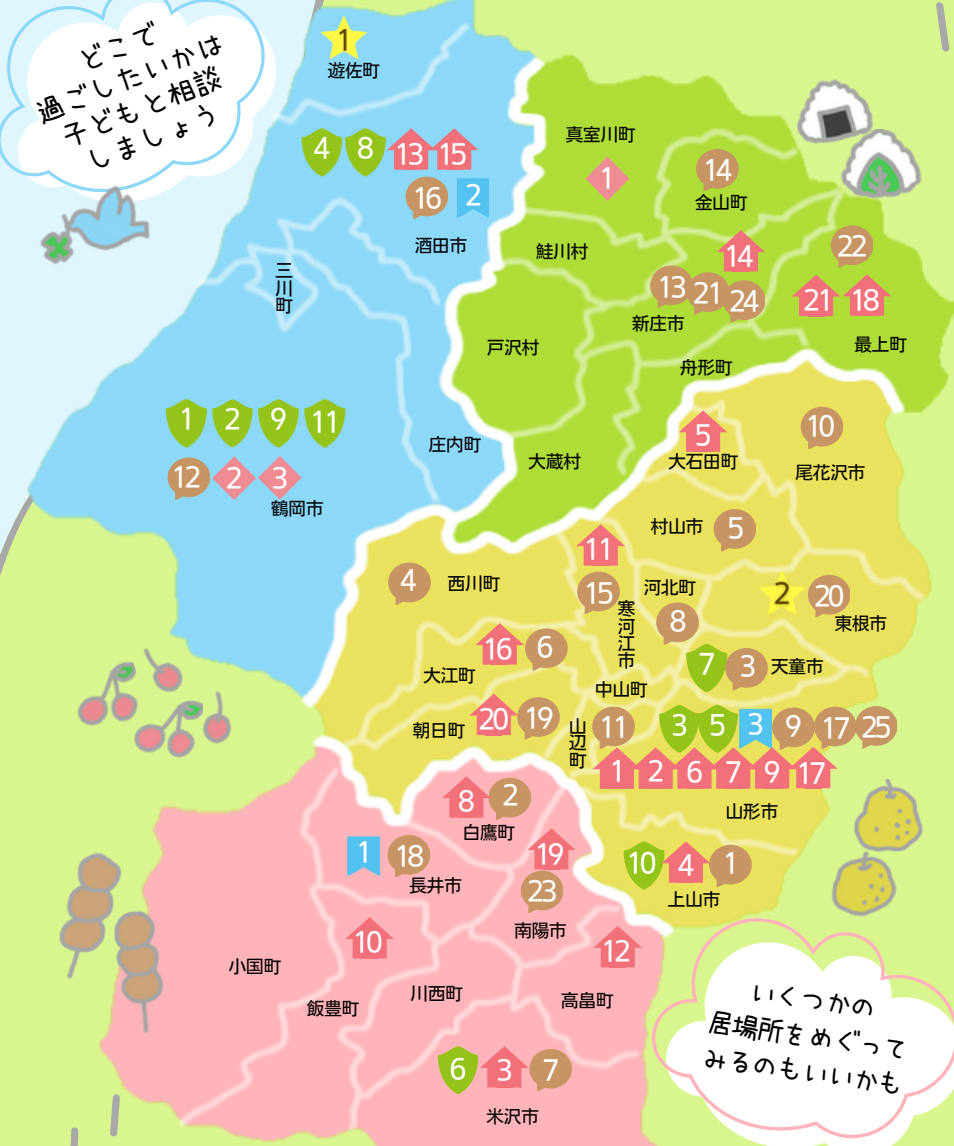 どこで
過ごしたいかは
子どもと相談
しましょう
1
遊佐町
4 8 13 15
16 2
酒田市
三川町
1 2 9 11
12 2 3
鶴岡市
庄内町
真室川町
1
14
金山町
鮭川村
14
13 21 24
新庄市
22
21 18
最上町
戸沢村
舟形町
大蔵村
5
大石田町
10
尾花沢市
村山市 5
4 西川町
11
15
寒河江市
河北町
8
2 20
東根市
16 6
大江町
7 3 天童市
中山町
朝日町 20 19
山辺町
11 3 5 3 9 17 25
1 2 6 7 9 17
山形市
10 4 1
上山市
8 2
白鷹町
1 18
長井市
19
23
南陽市
10
小国町
飯豊町
川西町
12
高畠町
6 3 7
米沢市
いくつかの
居場所をめぐって
みるのもいいかも